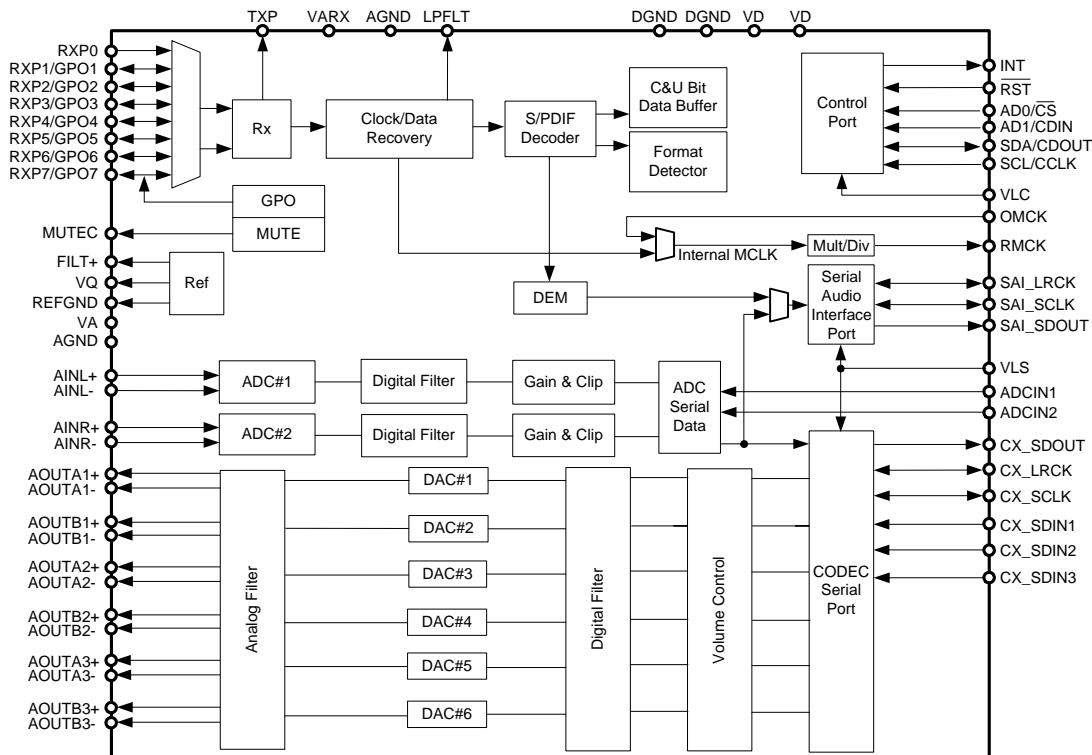 TXP VARX AGND LPFLT DGND DGND VD VD
RXP0
RXP1/GPO1
RXP2/GPO2
RXP3/GPO3
RXP4/GPO4
RXP5/GPO5
RXP6/GPO6
RXP7/GPO7
MUTEC
FILT+
VQ
REFGND
VA
AGND
AINL+
AINL-
AINR+
AINR-
AOUTA1+
AOUTA1-
AOUTB1+
AOUTB1-
AOUTA2+
AOUTA2-
AOUTB2+
AOUTB2-
AOUTA3+
AOUTA3-
AOUTB3+
AOUTB3-
Rx
Clock/Data
Recovery
S/PDIF
Decoder
C&U Bit
Data Buffer
Format
Detector
Control
Port
GPO
MUTE
Ref
Internal MCLK
Mult/Div
DEM
Serial
Audio
Interface
Port
ADC#1
Digital Filter
Gain & Clip
ADC#2
Digital Filter
Gain & Clip
ADC
Serial
Data
Analog Filter
DAC#1
DAC#2
DAC#3
DAC#4
DAC#5
DAC#6
Digital Filter
Volume Control
CODEC
Serial
Port
INT
RST
AD0/CS
AD1/CDIN
SDA/CDOUT
SCL/CCLK
VLC
OMCK
RMCK
SAI_LRCK
SAI_SCLK
SAI_SDOUT
VLS
ADCIN1
ADCIN2
CX_SDOUT
CX_LRCK
CX_SCLK
CX_SDIN1
CX_SDIN2
CX_SDIN3